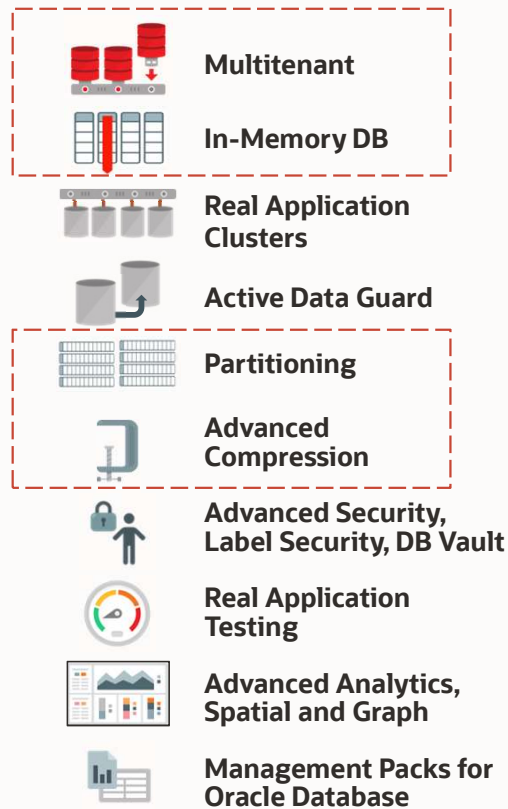 Multitenant
In-Memory DB
Real Application
Clusters
Active Data Guard
Partitioning
Advanced
Compression
Advanced Security,
Label Security, DB Vault
Real Application
Testing
Advanced Analytics,
Spatial and Graph
Management Packs for
Oracle Database